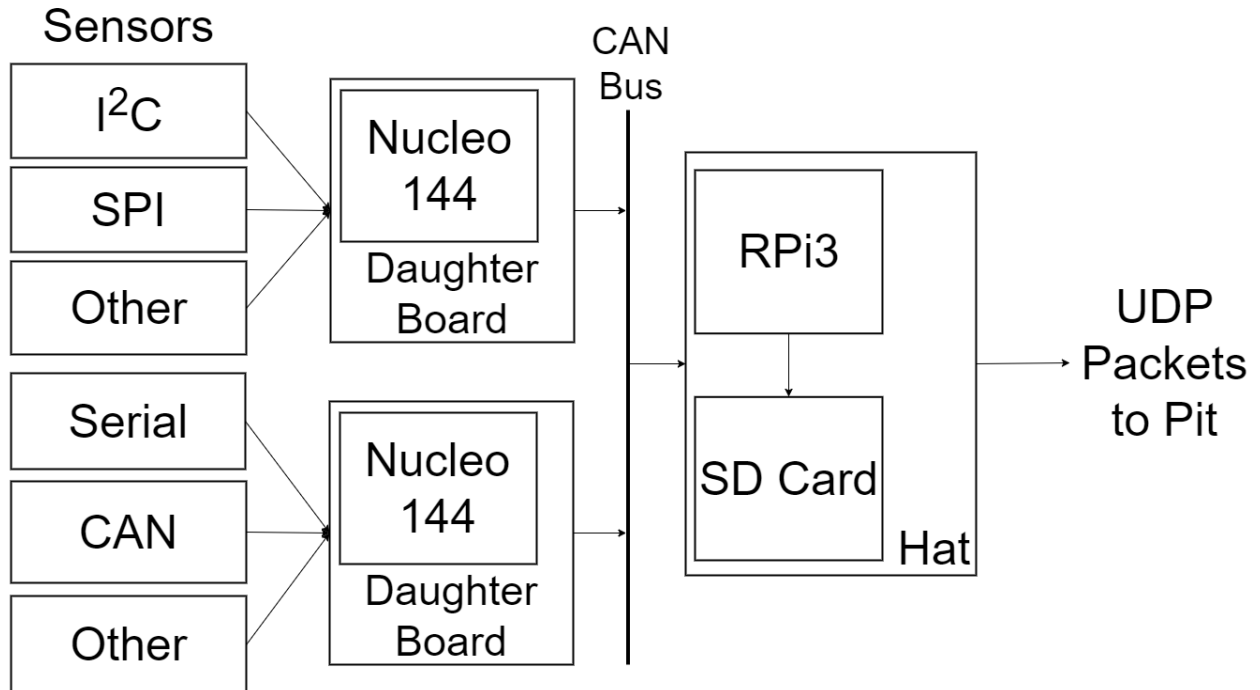 Sensors
I²C
SPI
Other
Serial
CAN
Other
Nucleo
144
Daughter
Board
Nucleo
144
Daughter
Board
CAN
Bus
RPi3
SD Card
Hat
UDP
Packets
to Pit